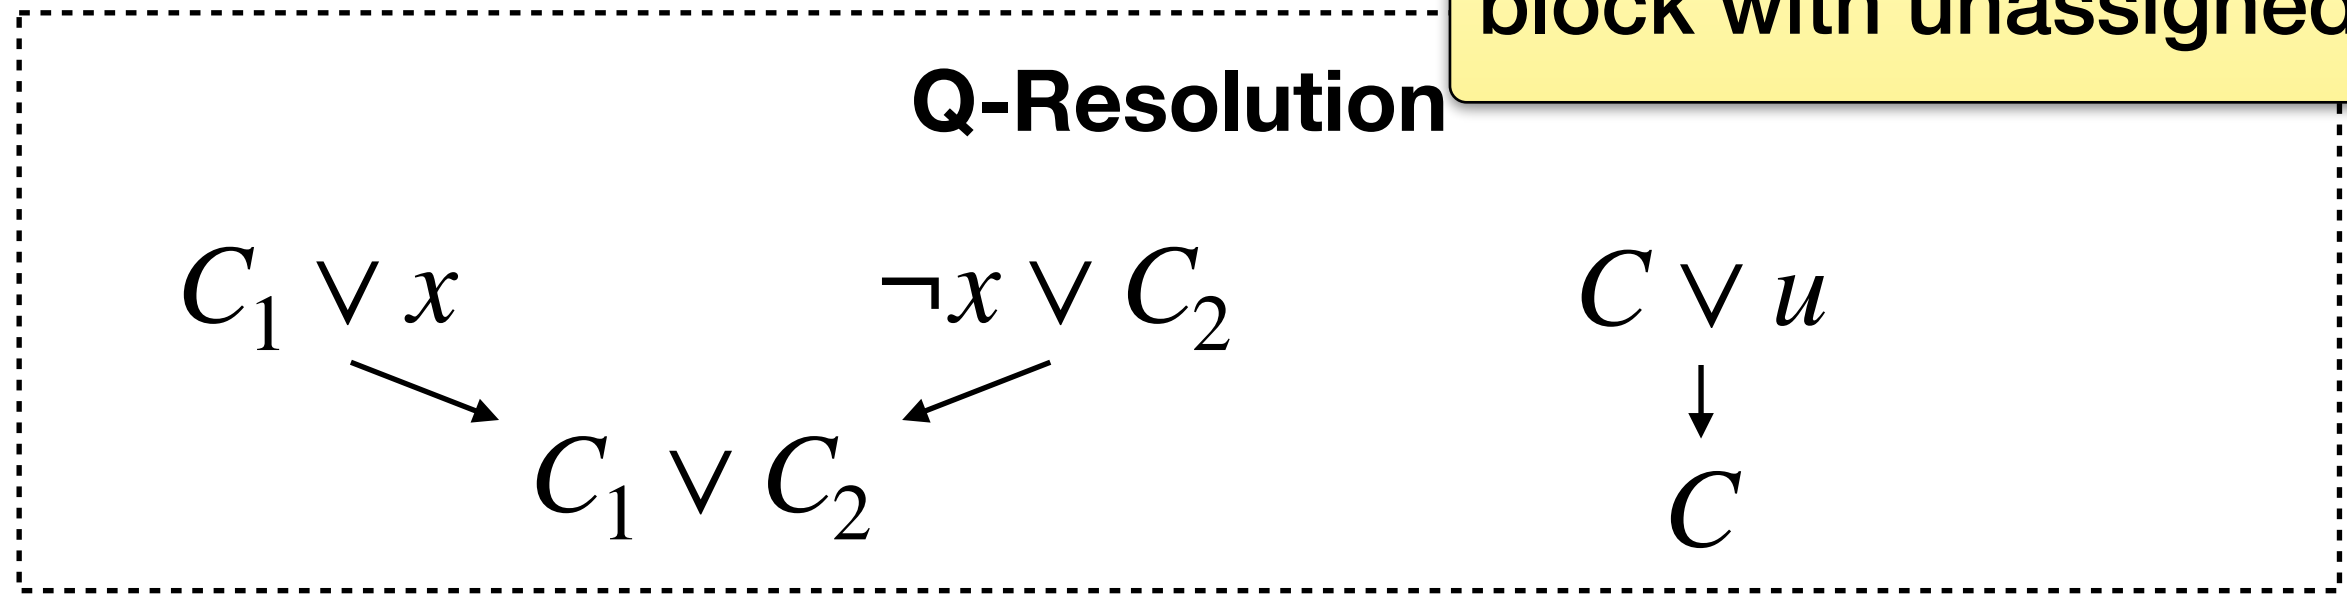 block with unassigned
Q-Resolution
C₁ ∨ x ¬x ∨ C₂ C ∨ u
C₁ ∨ C₂ C